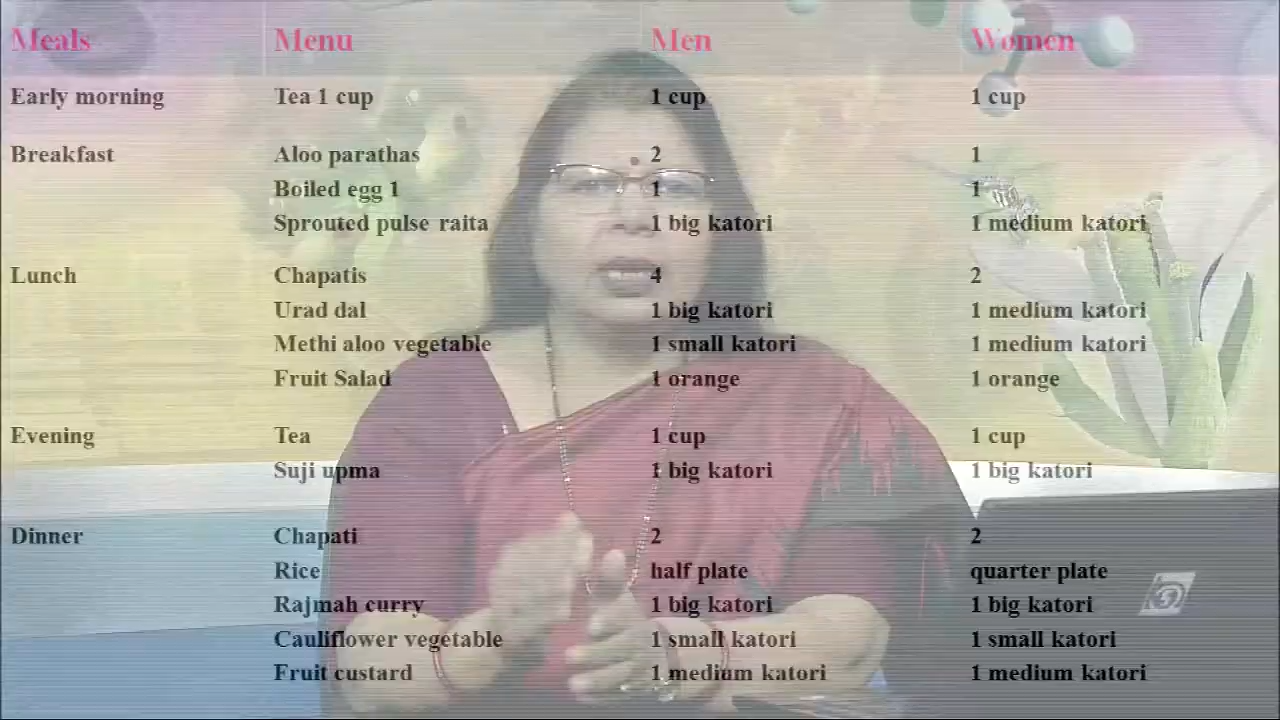 Meals Menu Men Women
Early morning Tea 1 cup 1 cup 1 cup
Breakfast Aloo parathas 2 1
Boiled egg 1 1 1
Sprouted pulse raita 1 big katori 1 medium katori
Lunch Chapatis 4 2
Urad dal 1 big katori 1 medium katori
Methi aloo vegetable 1 small katori 1 medium katori
Fruit Salad 1 orange 1 orange
Evening Tea 1 cup 1 cup
Suji upma 1 big katori 1 big katori
Dinner Chapati 2 2
Rice half plate quarter plate
Rajmah curry 1 big katori 1 big katori
Cauliflower vegetable 1 small katori 1 small katori
Fruit custard 1 medium katori 1 medium katori